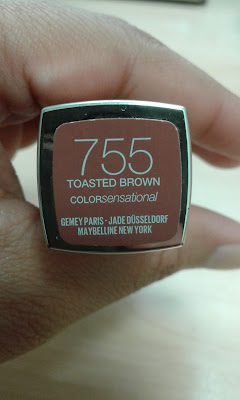 755
TOASTED BROWN
COLORsensational
GEMEY PARIS · JADE DÜSSELDORF
MAYBELLINE NEW YORK